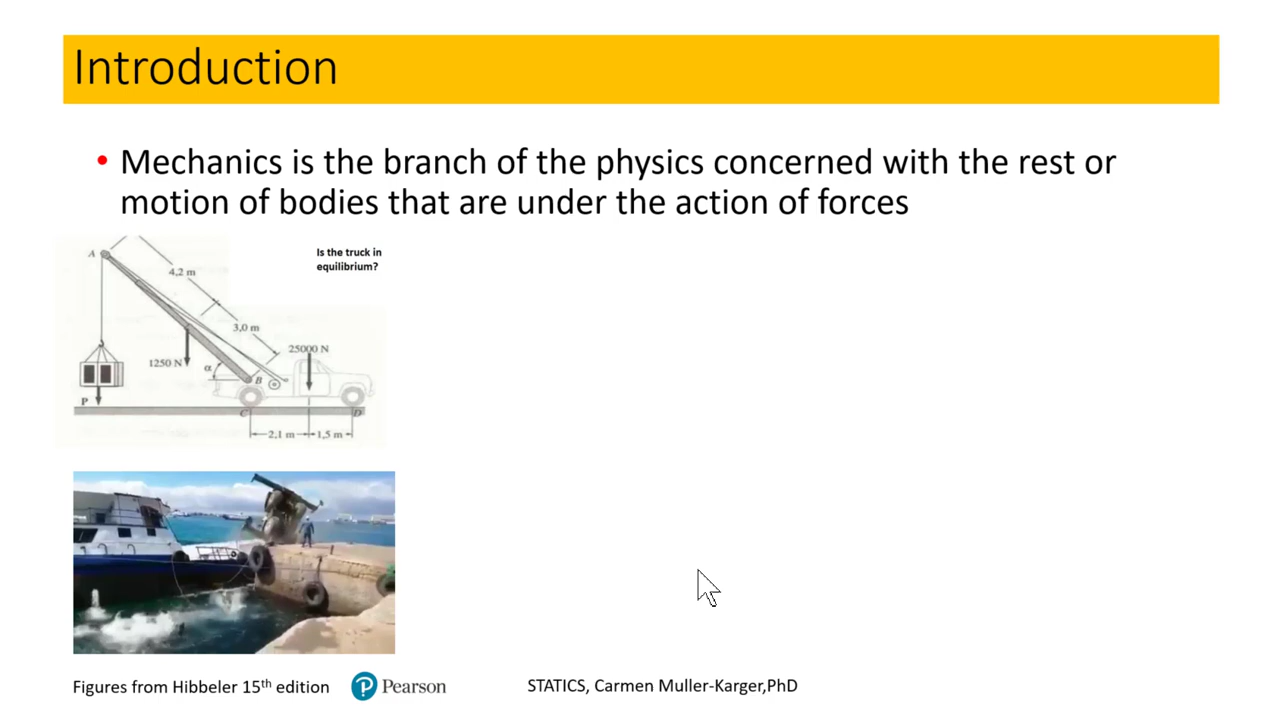 Introduction
• Mechanics is the branch of the physics concerned with the rest or
motion of bodies that are under the action of forces
Is the truck in
equilibrium?
A
4,2 m
3,0 m
25000 N
1250 N
α
B
P
C
D
2,1 m
1,5 m
Figures from Hibbeler 15th edition
P Pearson
STATICS, Carmen Muller-Karger,PhD